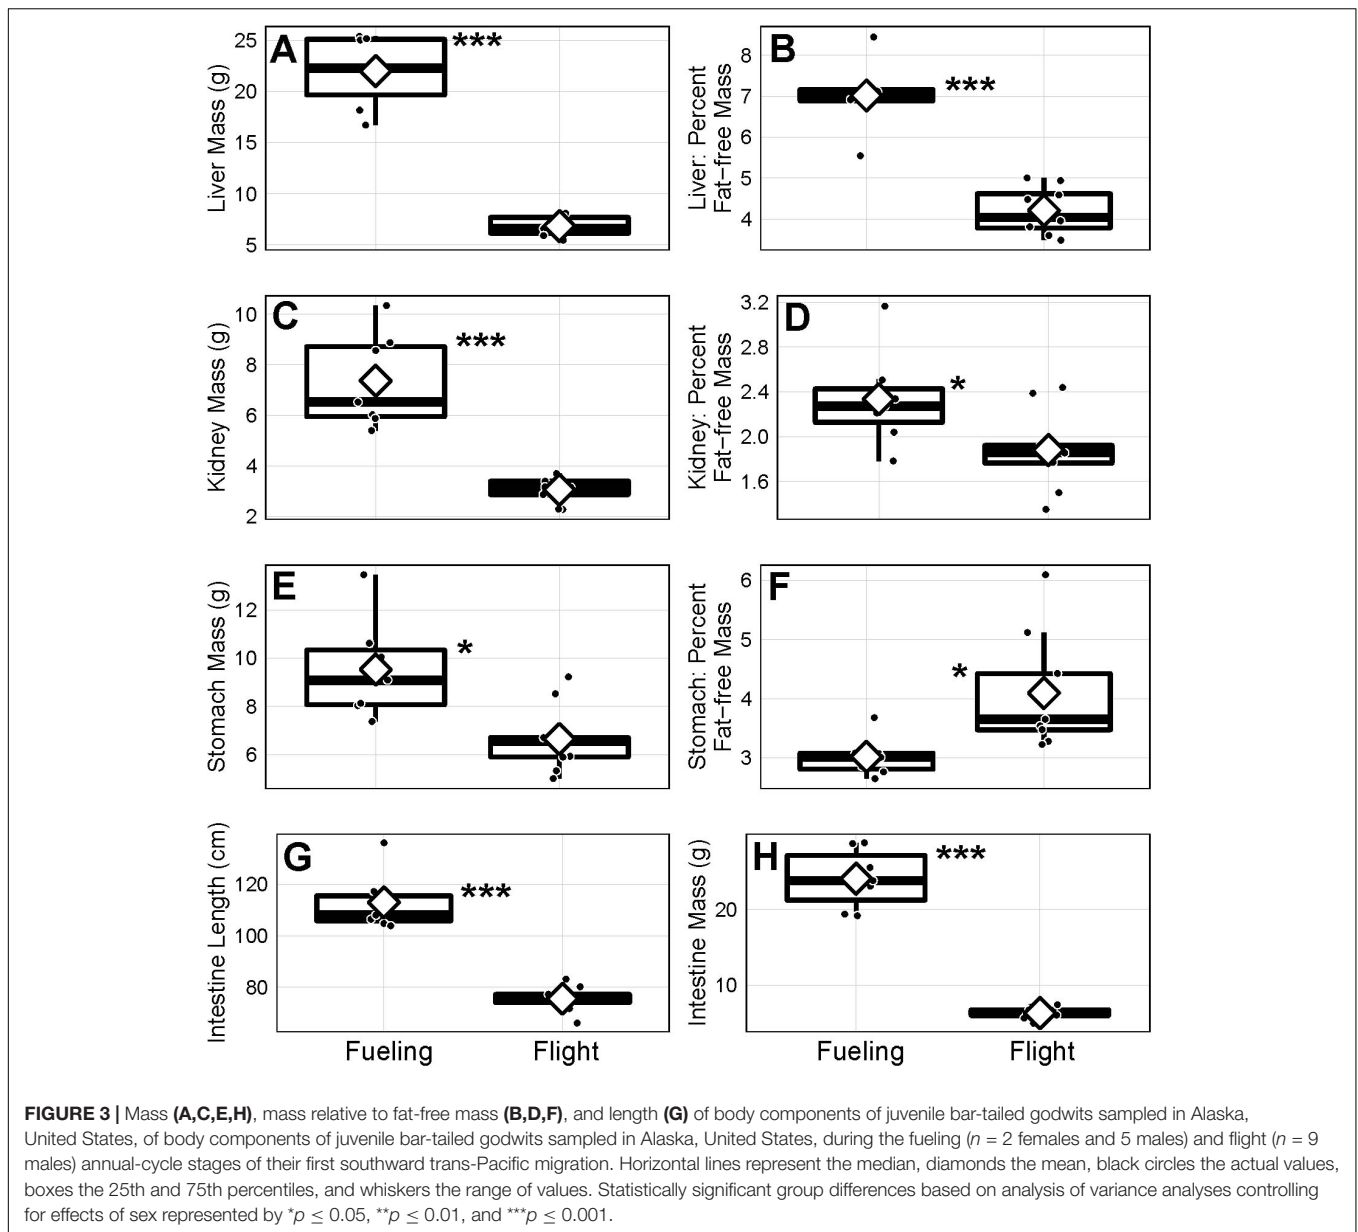 A
***
Liver Mass (g)
25
20
15
10
5
B
***
Liver: Percent
Fat-free Mass
8
7
6
5
4
C
***
Kidney Mass (g)
10
8
6
4
2
D
*
Kidney: Percent
Fat-free Mass
3.2
2.8
2.4
2.0
1.6
E
*
Stomach Mass (g)
12
10
8
6
F
*
Stomach: Percent
Fat-free Mass
6
5
4
3
G
***
Intestine Length (cm)
120
100
80
Fueling Flight
H
***
Intestine Mass (g)
20
10
Fueling Flight
FIGURE 3 | Mass (A,C,E,H), mass relative to fat-free mass (B,D,F), and length (G) of body components of juvenile bar-tailed godwits sampled in Alaska,
United States, of body components of juvenile bar-tailed godwits sampled in Alaska, United States, during the fueling (n = 2 females and 5 males) and flight (n = 9
males) annual-cycle stages of their first southward trans-Pacific migration. Horizontal lines represent the median, diamonds the mean, black circles the actual values,
boxes the 25th and 75th percentiles, and whiskers the range of values. Statistically significant group differences based on analysis of variance analyses controlling
for effects of sex represented by *p ≤ 0.05, **p ≤ 0.01, and ***p ≤ 0.001.